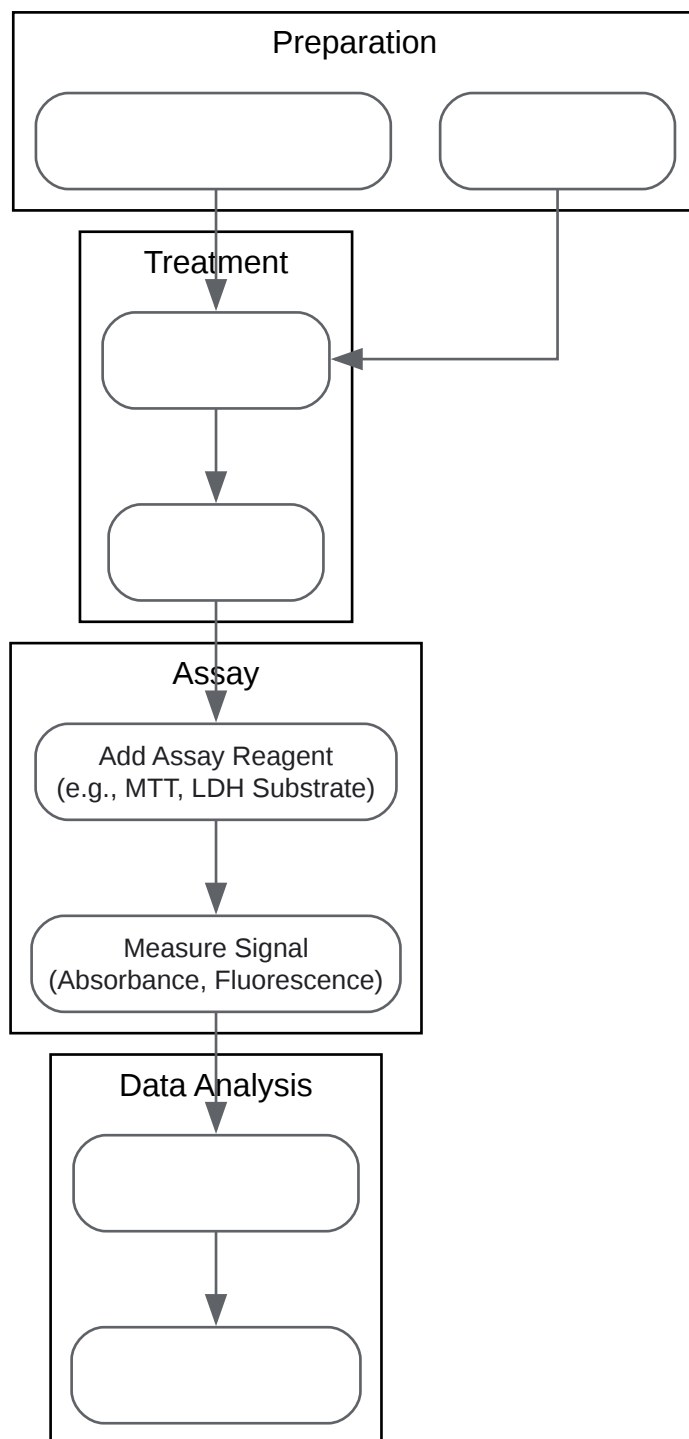 Preparation
Treatment
Assay
Add Assay Reagent
(e.g., MTT, LDH Substrate)
Measure Signal
(Absorbance, Fluorescence)
Data Analysis